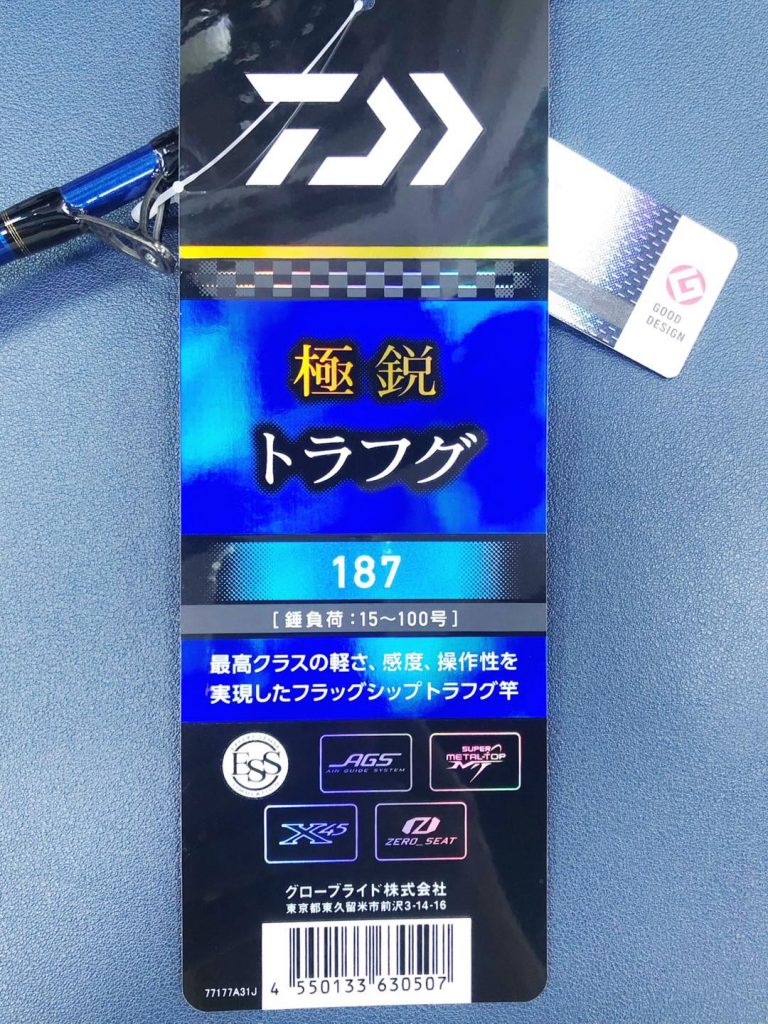 極鋭
トラフグ
187
[錘負荷:15〜100号]
最高クラスの軽さ、感度、操作性を
実現したフラッグシップトラフグ竿
ESS
AGS
AIR GUIDE SYSTEM
SUPER
METAL-TOP
MT
X45
ZERO_SEAT
グローブライド株式会社
東京都東久留米市前沢3-14-16
77177A31J
4 550133 630507
GOOD
DESIGN